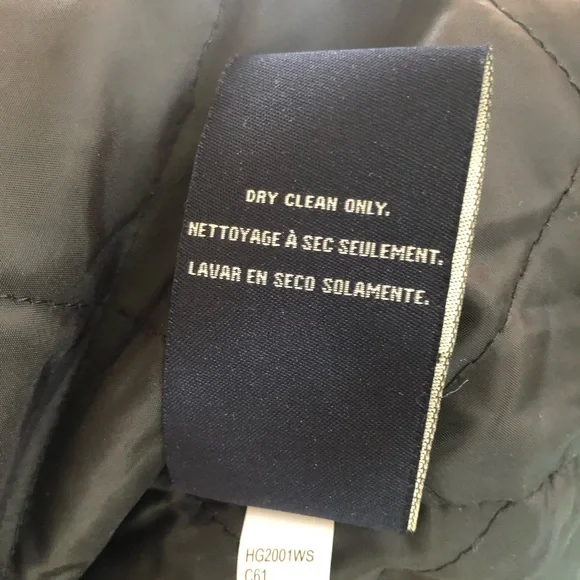 DRY CLEAN ONLY.
NETTOYAGE À SEC SEULEMENT.
LAVAR EN SECO SOLAMENTE.
HG2001WS
C61